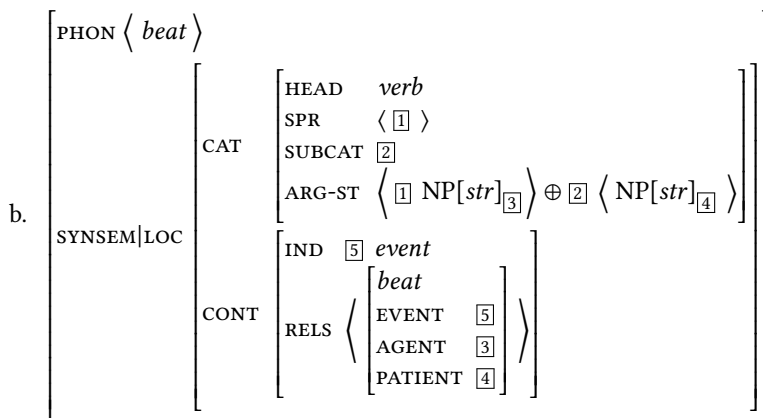 PHON ⟨ beat ⟩
HEAD verb
SPR ⟨ 1 ⟩
CAT
SUBCAT 2
ARG-ST ⟨ 1 NP[str]3 ⟩ ⊕ 2 ⟨ NP[str]4 ⟩
b.
SYNSEM|LOC
IND 5 event
beat
CONT
EVENT 5
RELS ⟨ ⟩
AGENT 3
PATIENT 4